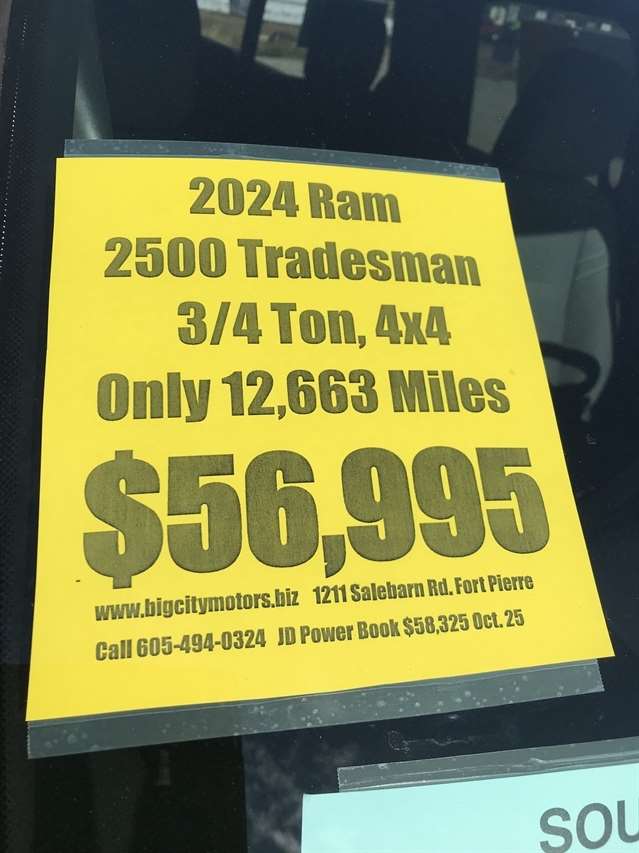 2024 Ram
2500 Tradesman
3/4 Ton, 4x4
Only 12,663 Miles
$56,995
www.bigcitymotors.biz 1211 Salebarn Rd. Fort Pierre
Call 605-494-0324 JD Power Book $58,325 Oct. 25
SOU